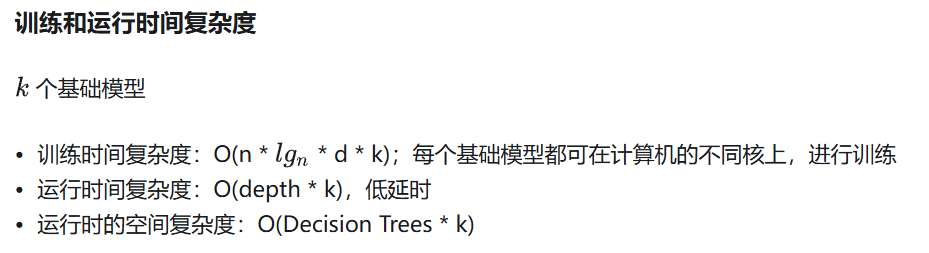 训练和运行时间复杂度
k 个基础模型
• 训练时间复杂度：O(n * lgₙ * d * k)；每个基础模型都可在计算机的不同核上，进行训练
• 运行时间复杂度：O(depth * k)，低延时
• 运行时的空间复杂度：O(Decision Trees * k)